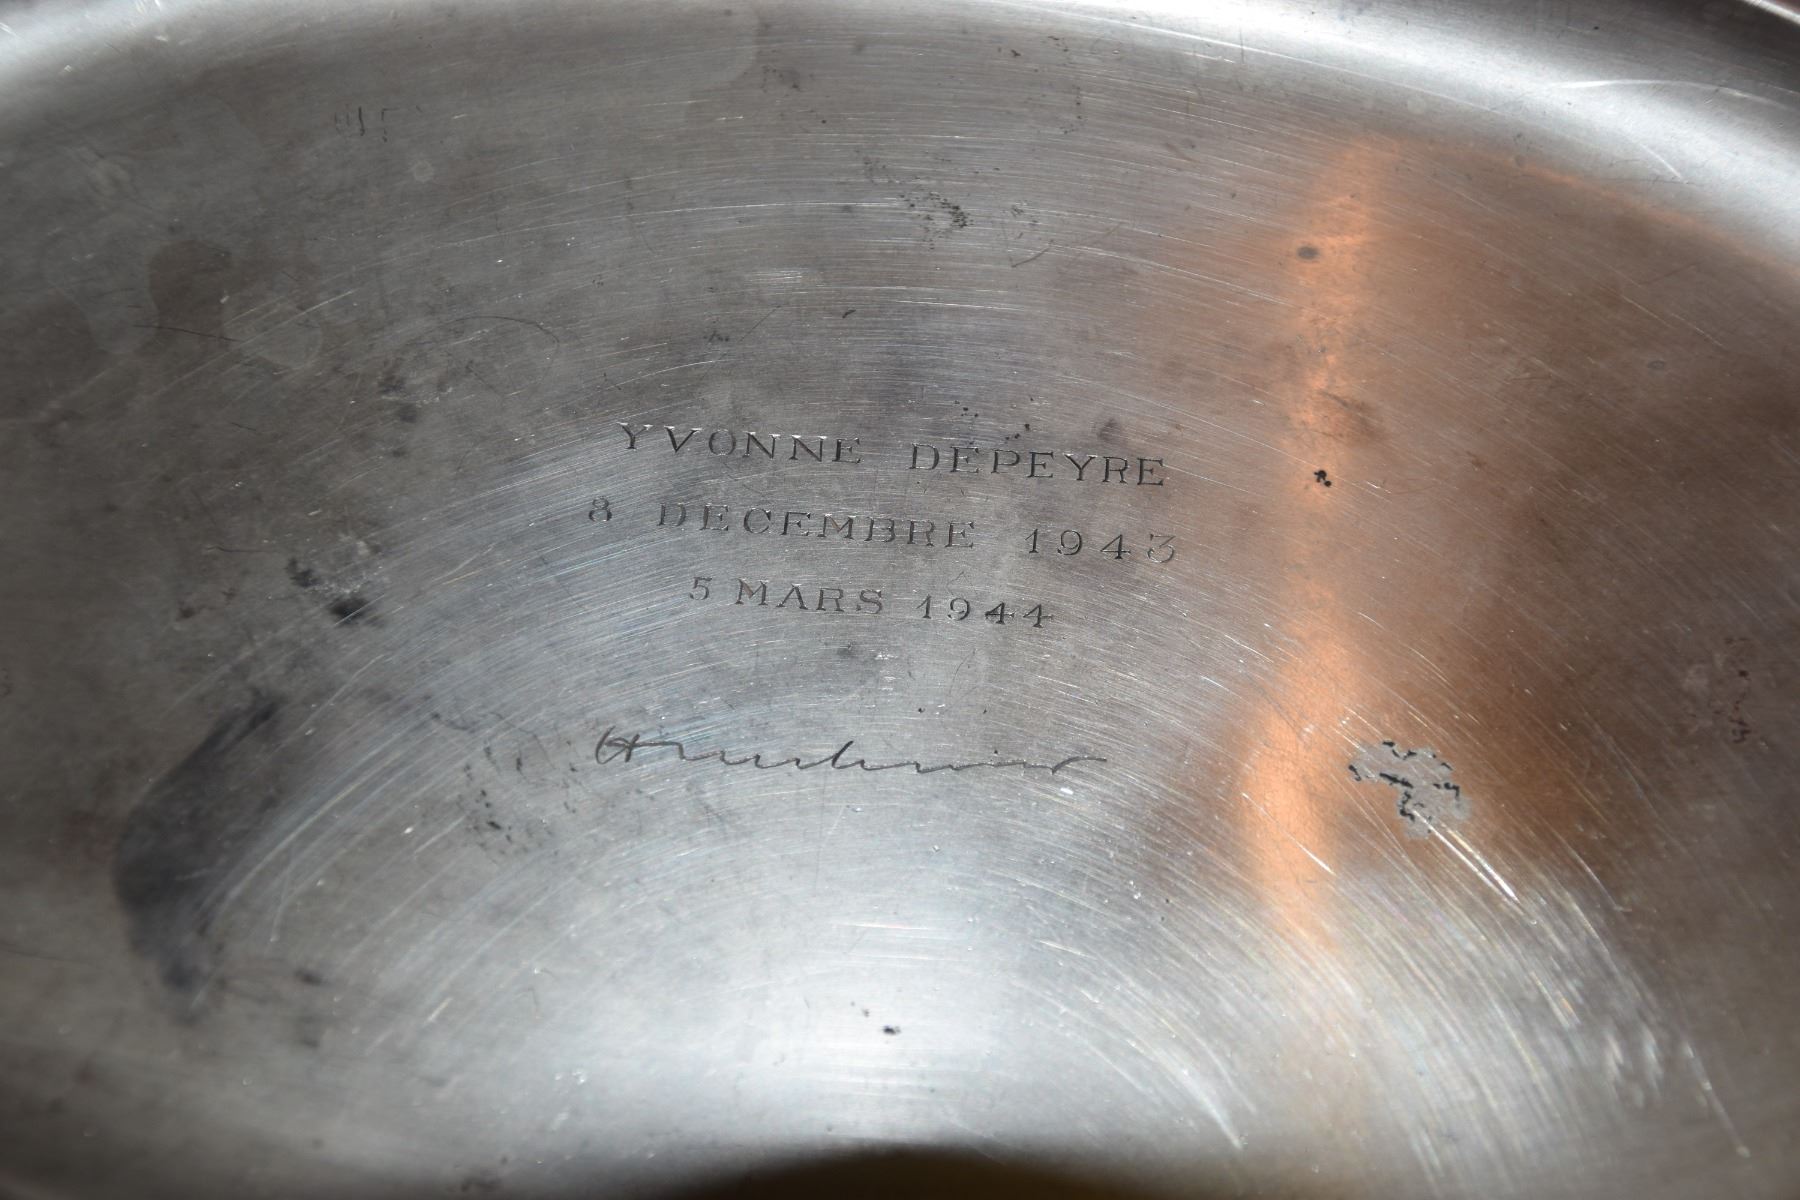 YVONNE DEPEYRE
8 DECEMBRE 1943
5 MARS 1944